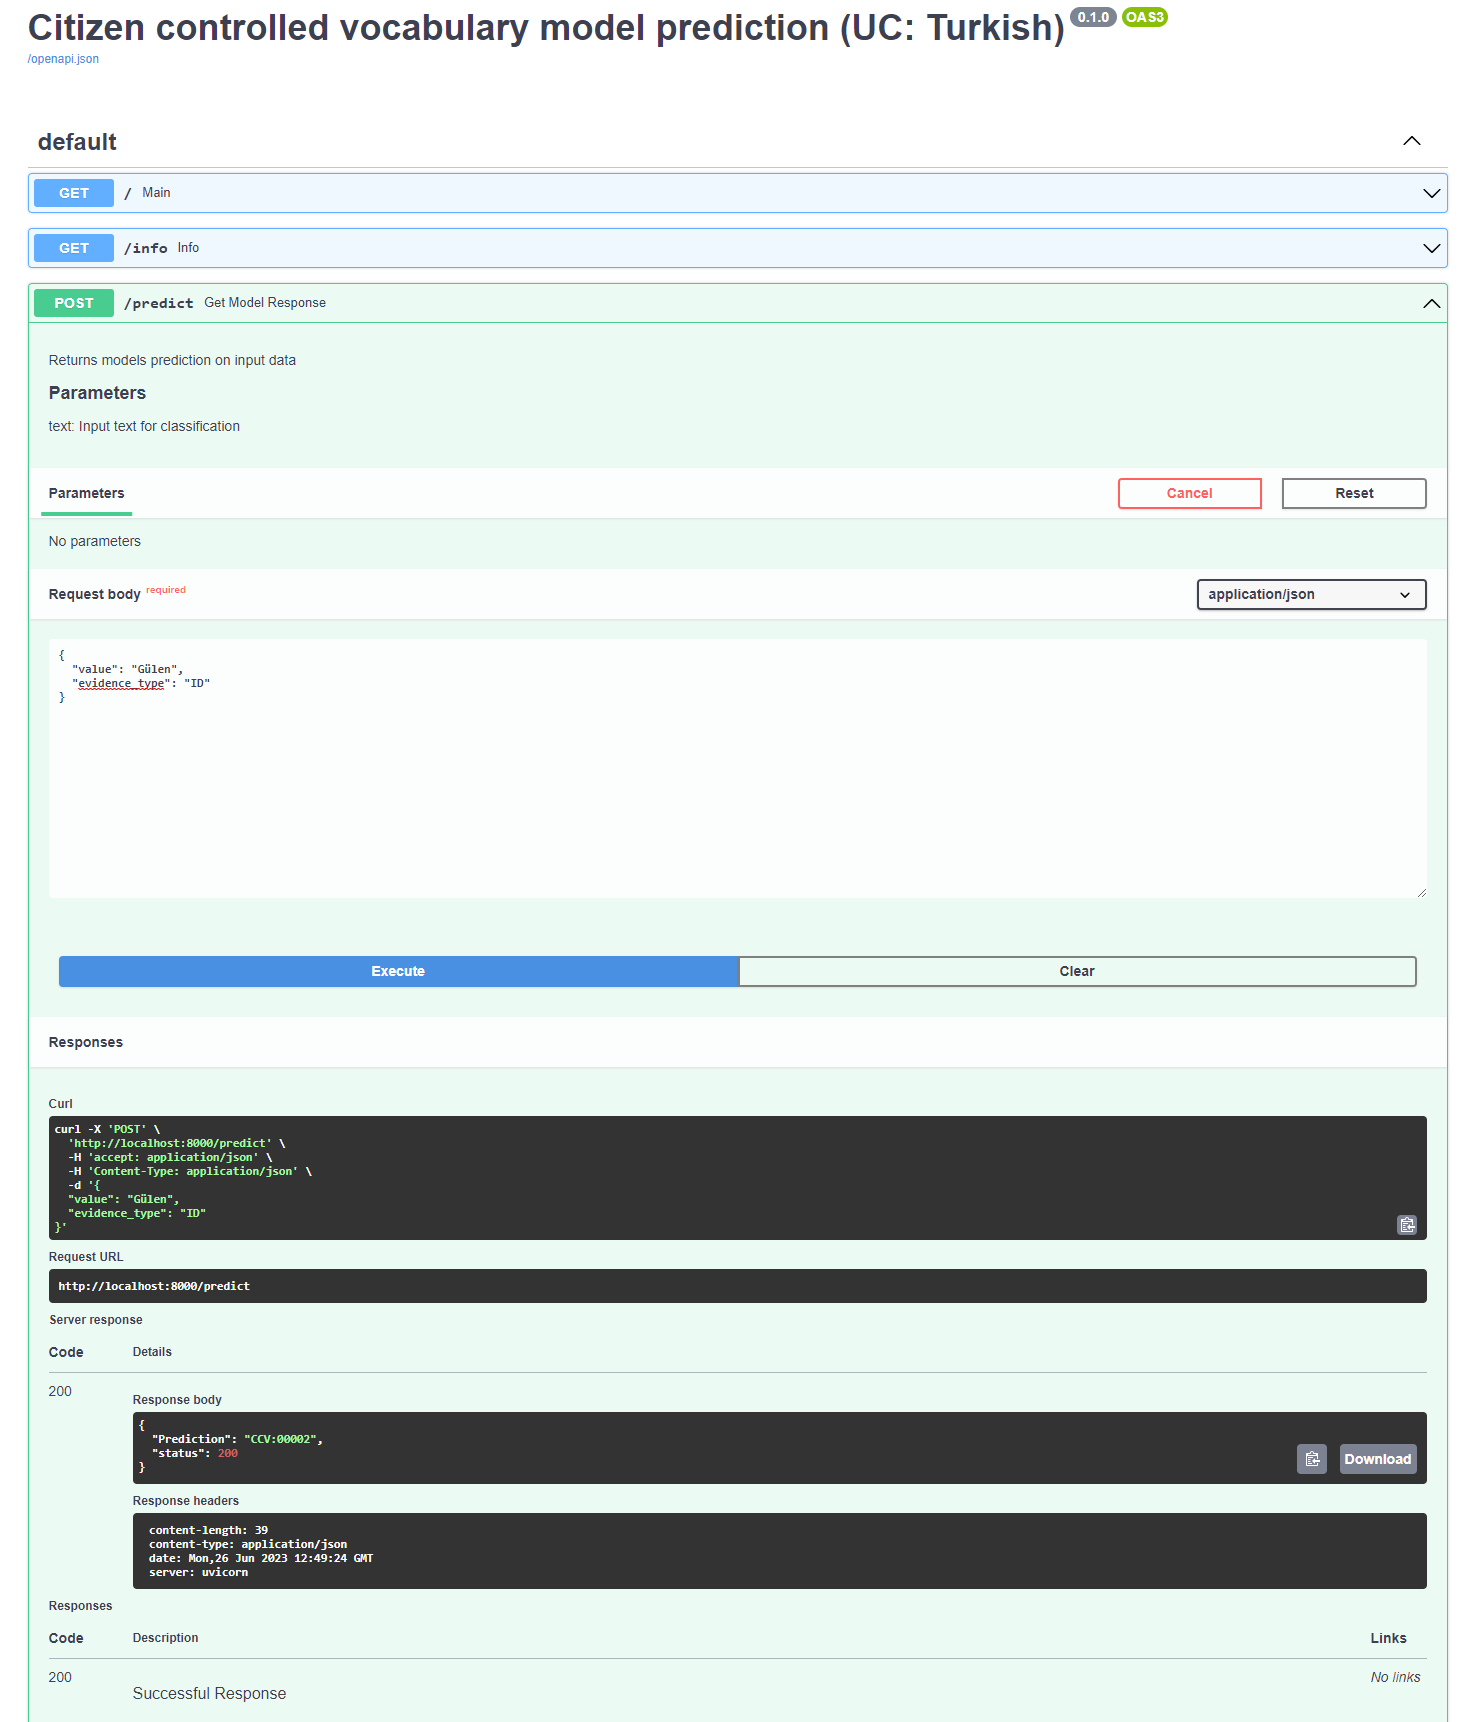 Citizen controlled vocabulary model prediction (UC: Turkish) 0.1.0 OAS3
/openapi.json
default
GET / Main
GET /info Info
POST /predict Get Model Response
Returns models prediction on input data
Parameters
text: Input text for classification
Parameters Cancel Reset
No parameters
Request body required application/json
{
"value": "Gülen",
"evidence_type": "ID"
}
Execute Clear
Responses
Curl
curl -X 'POST' \
'http://localhost:8000/predict' \
-H 'accept: application/json' \
-H 'Content-Type: application/json' \
-d '{
"value": "Gülen",
"evidence_type": "ID"
}'
Request URL
http://localhost:8000/predict
Server response
Code Details
200
Response body
{
"Prediction": "CCV:00002",
"status": 200
}
Download
Response headers
content-length: 39
content-type: application/json
date: Mon,26 Jun 2023 12:49:24 GMT
server: uvicorn
Responses
Code Description Links
200 No links
Successful Response